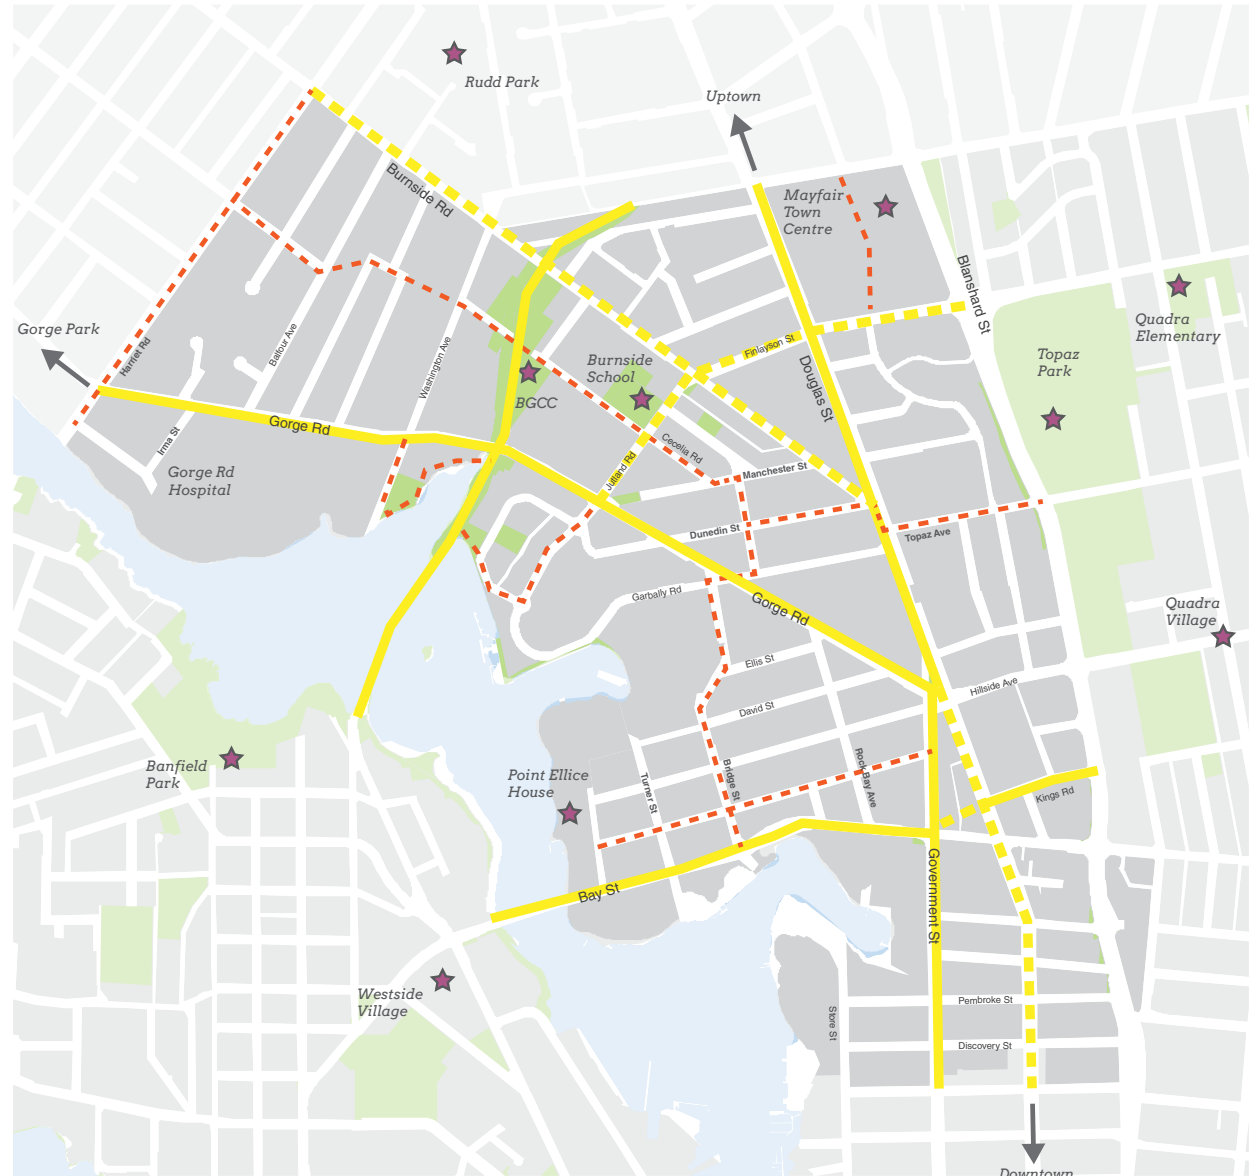 Rudd Park
Uptown
Burnside Rd
Mayfair
Town
Centre
Blanshard St
Gorge Park
Harriet Rd
Balfour Ave
Washington Ave
Quadra
Elementary
Finlayson St
Burnside
School
Topaz
Park
Douglas St
BGCC
Gorge Rd
Irma St
Cecelia Rd
Gorge Rd
Hospital
Jutland Rd
Manchester St
Dunedin St
Topaz Ave
Garbally Rd
Gorge Rd
Quadra
Village
Ellis St
Hillside Ave
David St
Banfield
Park
Point Ellice
House
Turner St
Bridge St
Rock Bay Ave
Kings Rd
Bay St
Government St
Westside
Village
Store St
Pembroke St
Discovery St
Downtown